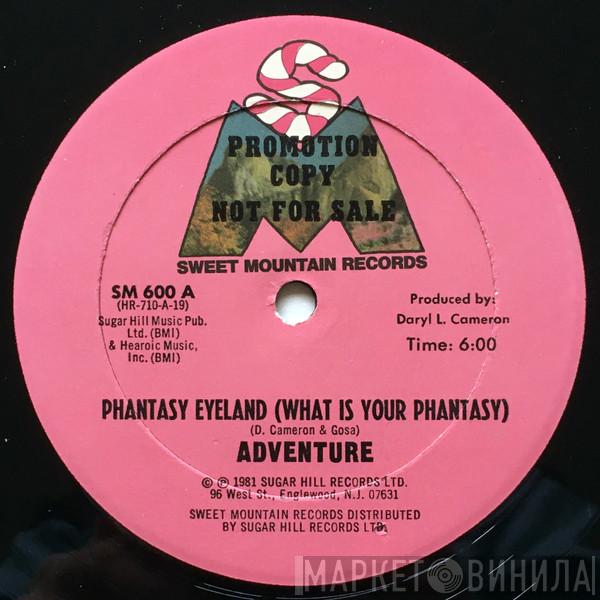 PROMOTION
COPY
NOT FOR SALE
SWEET MOUNTAIN RECORDS
SM 600 A
(HR-710-A-19)
Sugar Hill Music Pub.
Ltd. (BMI)
& Hearoic Music,
Inc. (BMI)
Produced by:
Daryl L. Cameron
Time: 6:00
PHANTASY EYELAND (WHAT IS YOUR PHANTASY)
(D. Cameron & Gosa)
ADVENTURE
© ℗ 1981 SUGAR HILL RECORDS LTD.
96 West St., Englewood, N.J. 07631
SWEET MOUNTAIN RECORDS DISTRIBUTED
BY SUGAR HILL RECORDS LTD.
МАРКЕТ ВИНИЛА